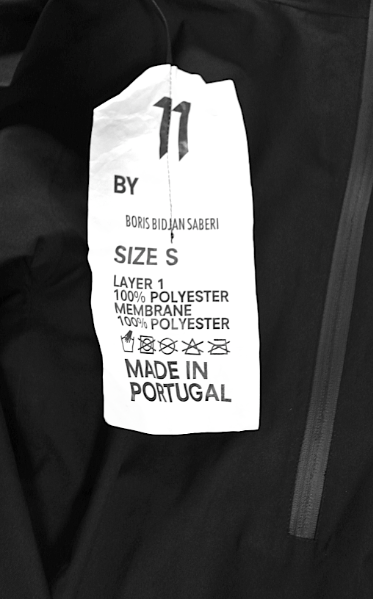 11
BY
BORIS BIDJAN SABERI
SIZE S
LAYER 1
100% POLYESTER
MEMBRANE
100% POLYESTER
MADE IN
PORTUGAL